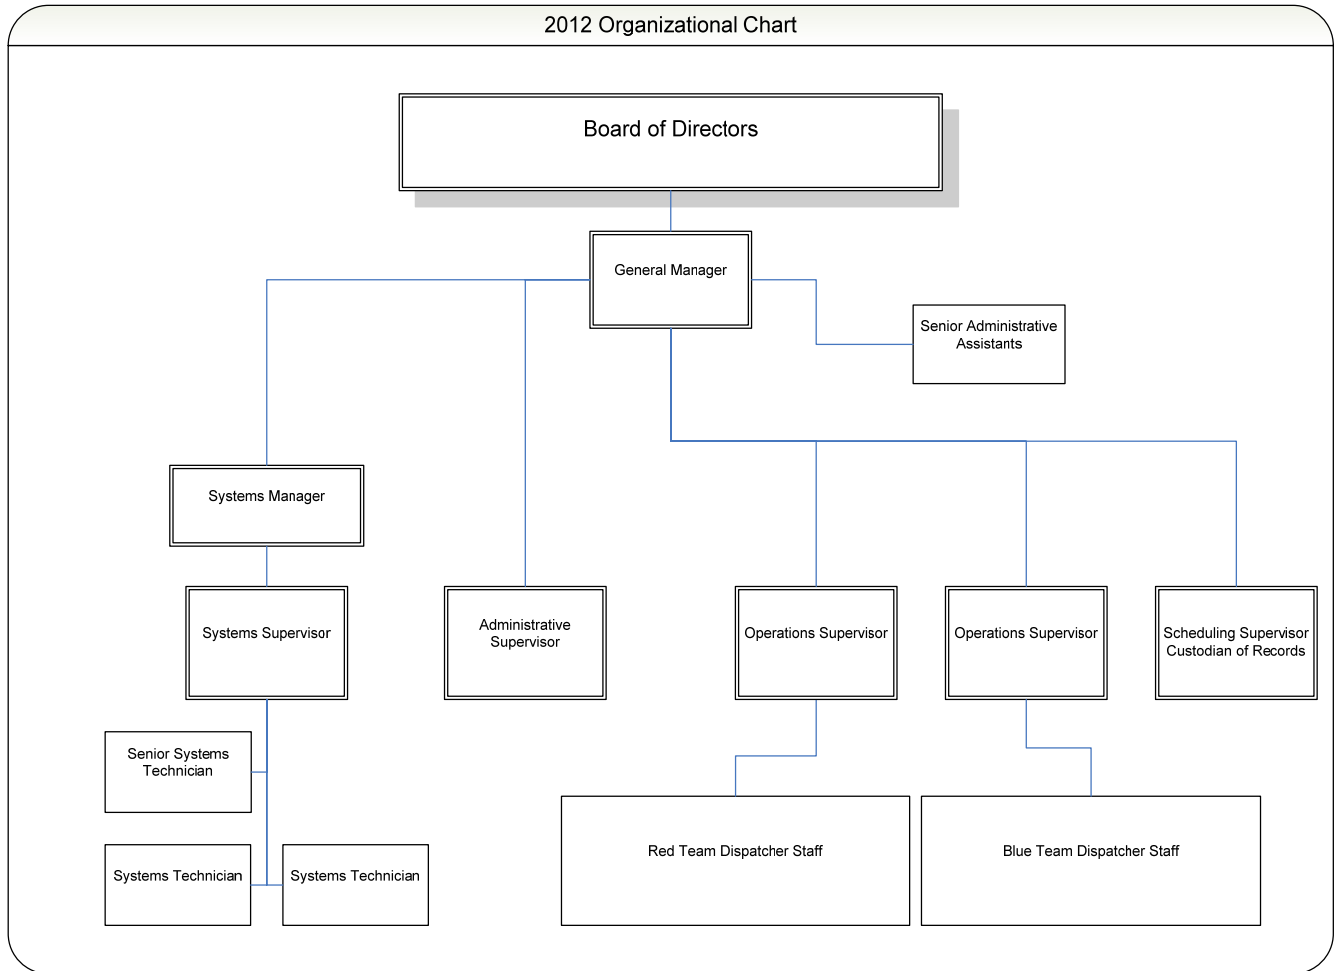 2012 Organizational Chart
Board of Directors
General Manager
Senior Administrative
Assistants
Systems Manager
Systems Supervisor
Administrative
Supervisor
Operations Supervisor
Operations Supervisor
Scheduling Supervisor
Custodian of Records
Senior Systems
Technician
Systems Technician
Systems Technician
Red Team Dispatcher Staff
Blue Team Dispatcher Staff